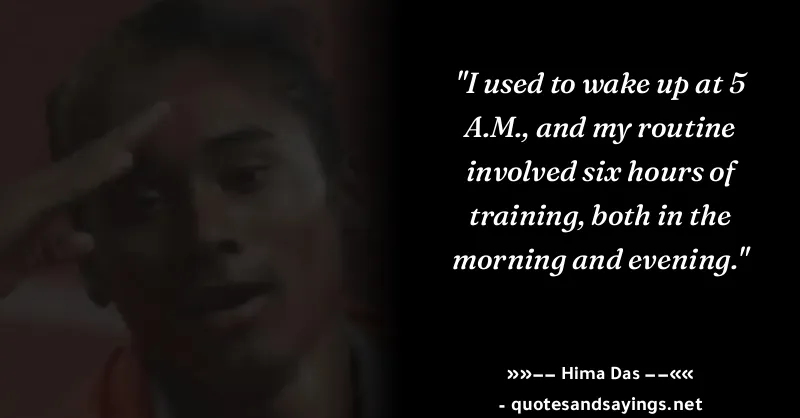 "I used to wake up at 5
A.M., and my routine
involved six hours of
training, both in the
morning and evening."
»»–– Hima Das ––««
- quotesandsayings.net